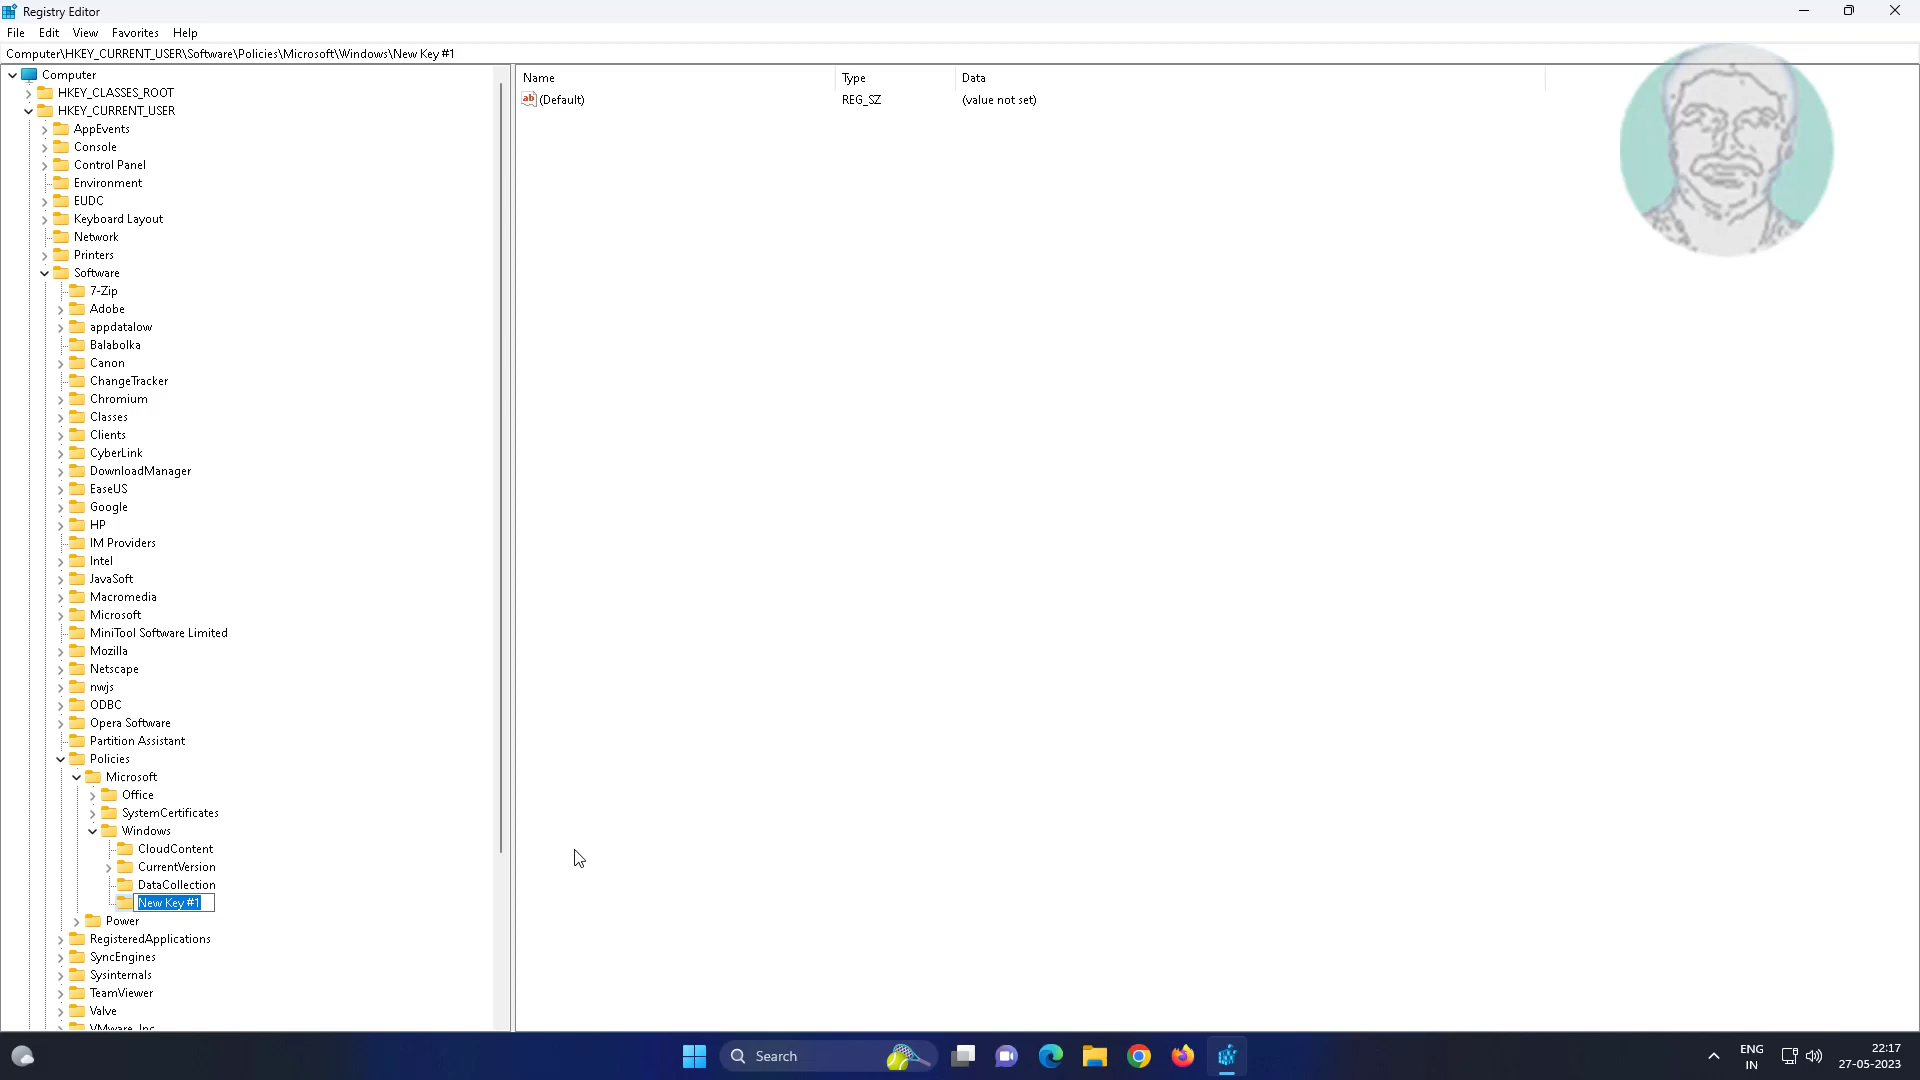 Registry Editor
File Edit View Favorites Help
Computer\HKEY_CURRENT_USER\Software\Policies\Microsoft\Windows\New Key #1
Computer
HKEY_CLASSES_ROOT
HKEY_CURRENT_USER
AppEvents
Console
Control Panel
Environment
EUDC
Keyboard Layout
Network
Printers
Software
7-Zip
Adobe
appdatalow
Balabolka
Canon
ChangeTracker
Chromium
Classes
Clients
CyberLink
DownloadManager
EaseUS
Google
HP
IM Providers
Intel
JavaSoft
Macromedia
Microsoft
MiniTool Software Limited
Mozilla
Netscape
nwjs
ODBC
Opera Software
Partition Assistant
Policies
Microsoft
Office
SystemCertificates
Windows
CloudContent
CurrentVersion
DataCollection
New Key #1
Power
RegisteredApplications
SyncEngines
Sysinternals
TeamViewer
Valve
VMware, Inc.
Name Type Data
ab (Default) REG_SZ (value not set)
Search
ENG
IN
22:17
27-05-2023